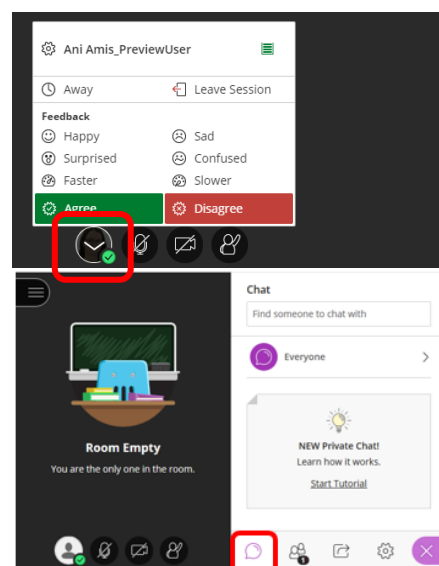 Ani Amis_PreviewUser
Away Leave Session
Feedback
Happy Sad
Surprised Confused
Faster Slower
Agree Disagree
Room Empty
You are the only one in the room.
Chat
Find someone to chat with
Everyone
NEW Private Chat!
Learn how it works.
Start Tutorial
1